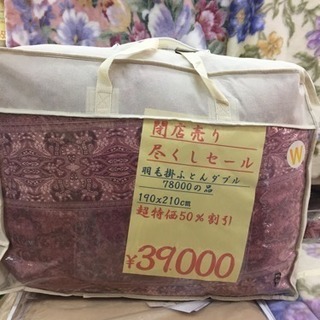 閉店売り
尽くしセール
羽毛掛ふとんダブル
78000の品
190×210cm
超特価50%割引
¥39.000
W